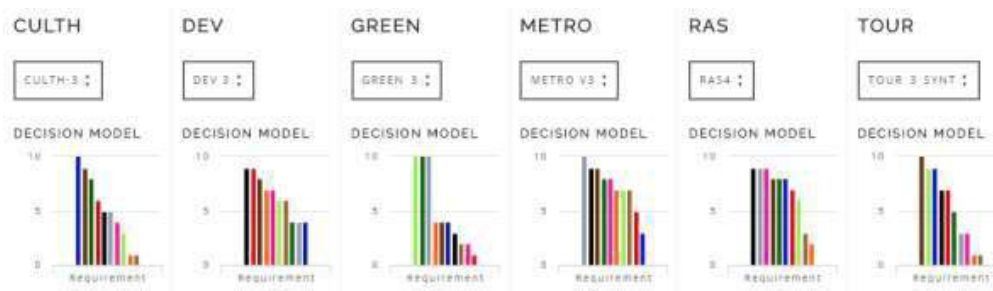 CULTH DEV GREEN METRO RAS TOUR
CULTH-3 DEV 3 GREEN 3 METRO V3 RAS4 TOUR 3 SYNT
DECISION MODEL DECISION MODEL DECISION MODEL DECISION MODEL DECISION MODEL DECISION MODEL
10 10 10 10 10 10
5 5 5 5 5 5
0 0 0 0 0 0
Requirement Requirement Requirement Requirement Requirement Requirement